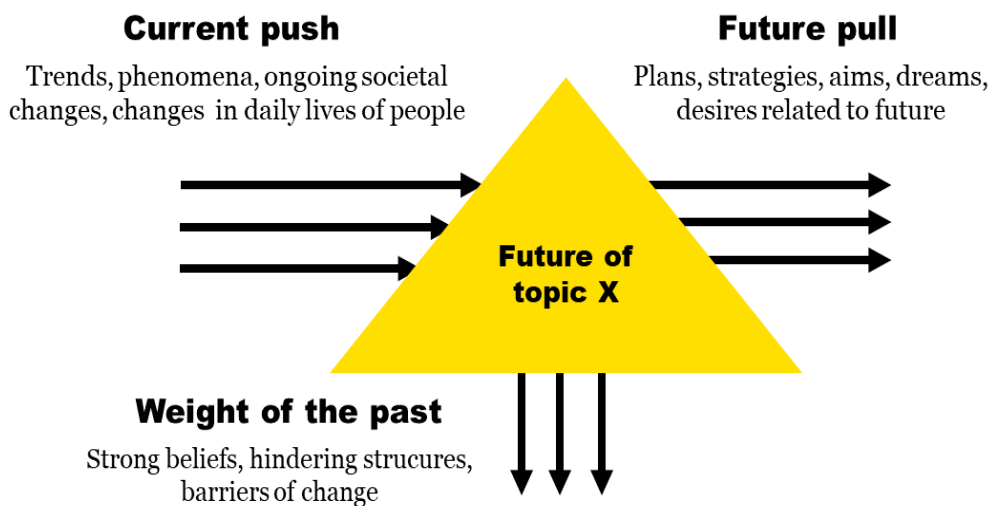 Current push
Trends, phenomena, ongoing societal
changes, changes in daily lives of people
Future pull
Plans, strategies, aims, dreams,
desires related to future
Future of
topic X
Weight of the past
Strong beliefs, hindering strucures,
barriers of change